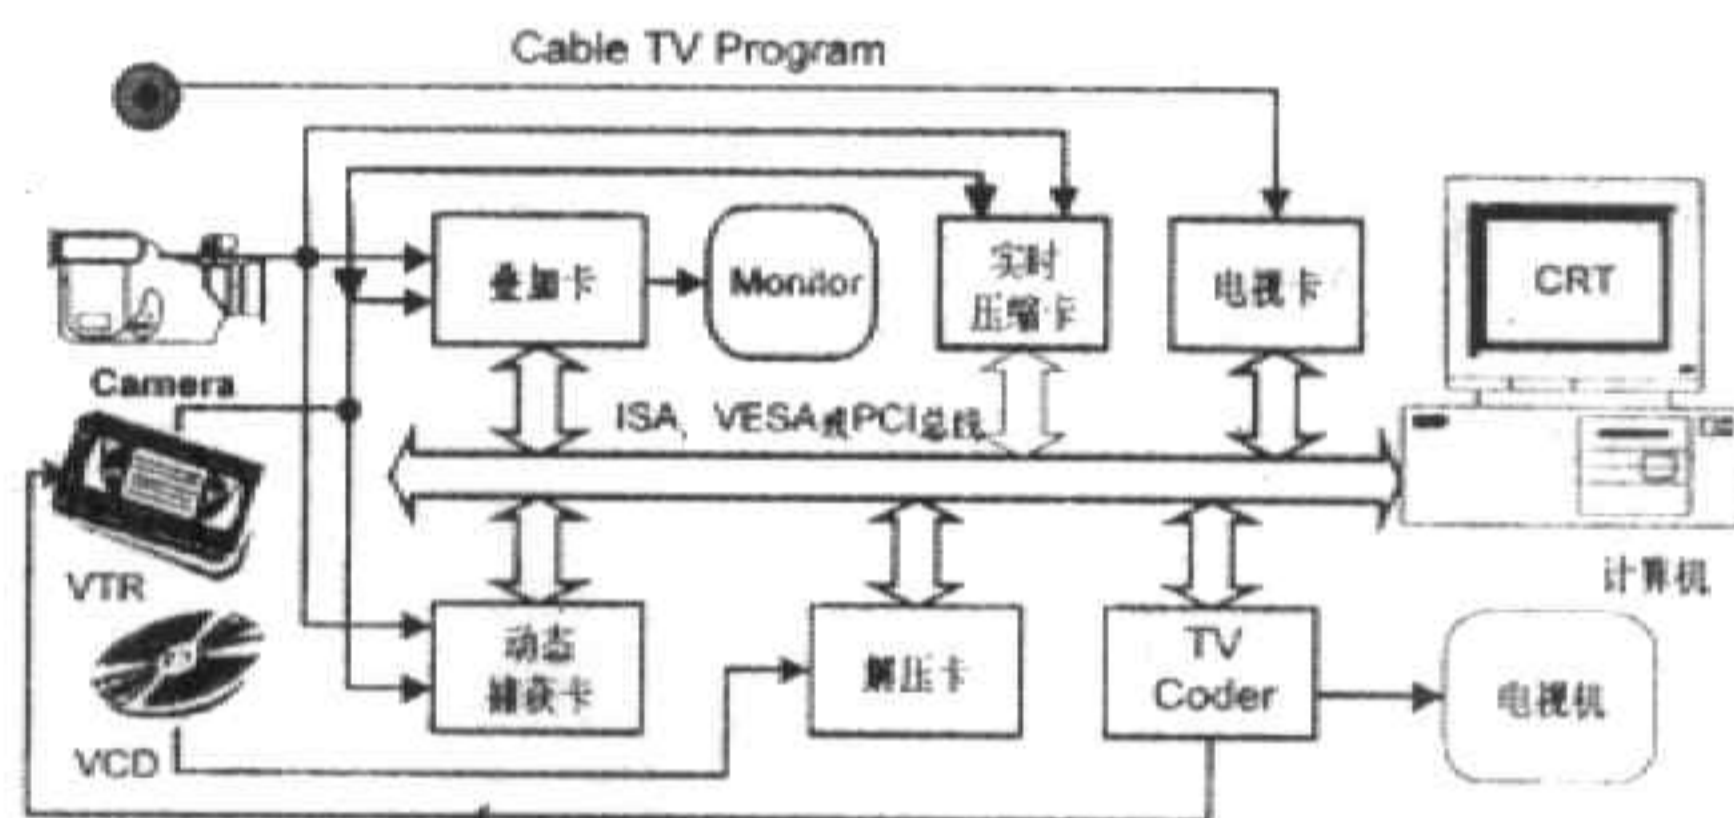 Cable TV Program
叠加卡
Monitor
实时
压缩卡
电视卡
CRT
Camera
ISA、VESA或PCI总线
VTR
计算机
动态
捕获卡
解压卡
TV
Coder
电视机
VCD